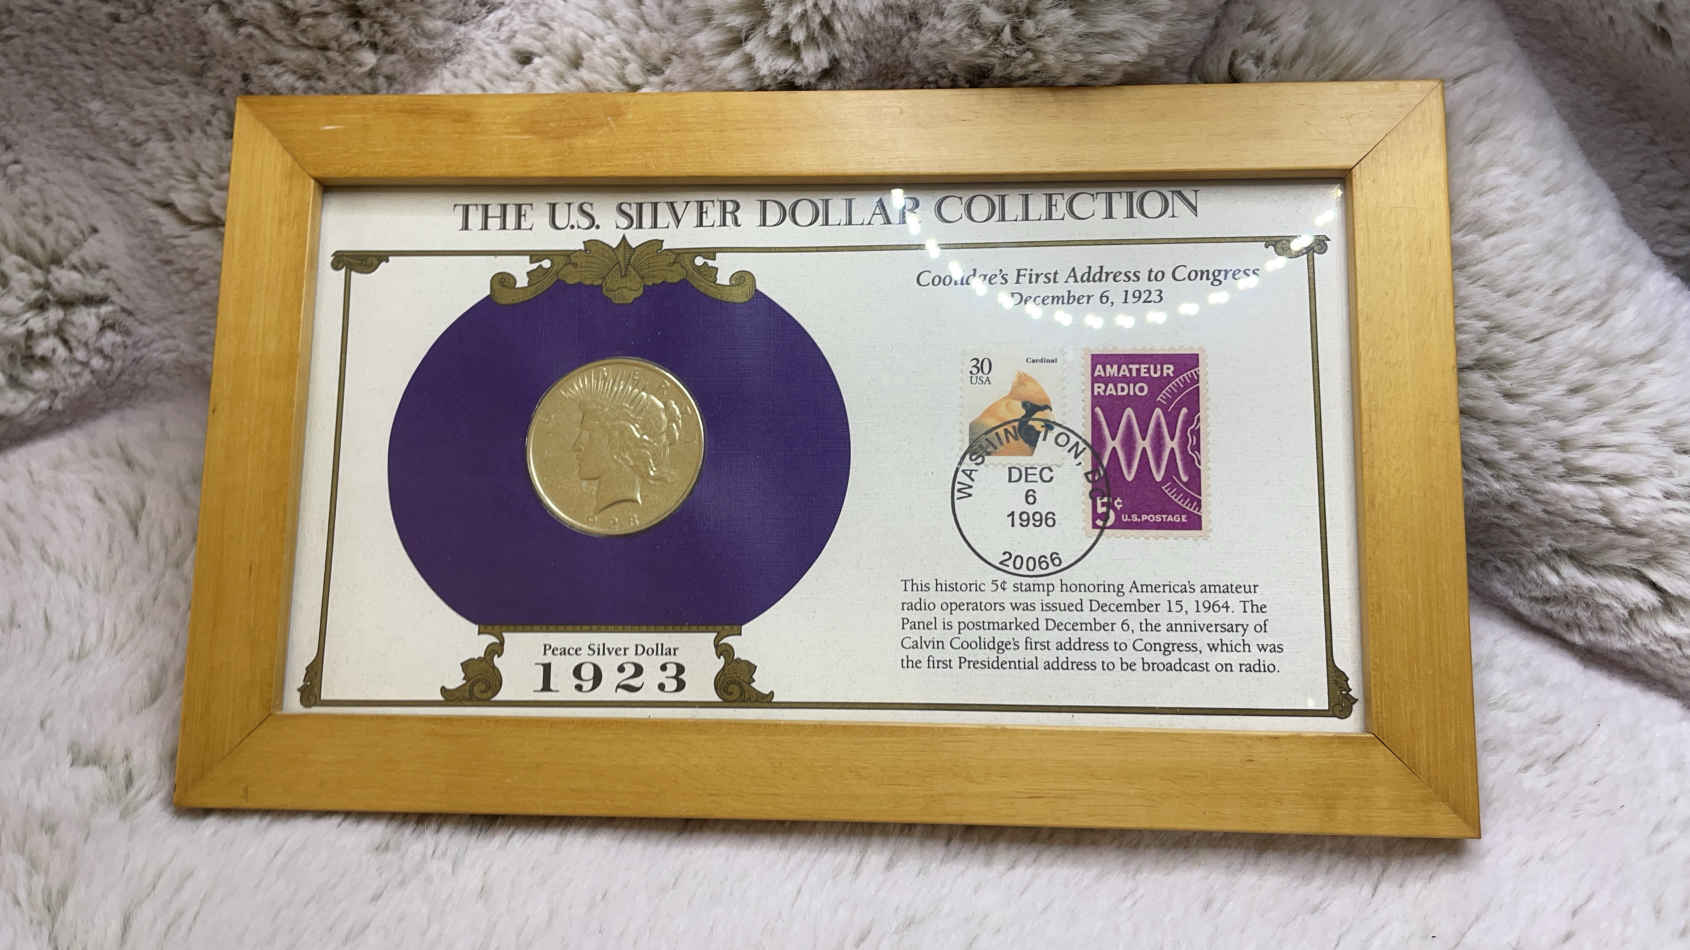 THE U.S. SILVER DOLLAR COLLECTION
Coolidge's First Address to Congress
December 6, 1923
30
USA
Cardinal
AMATEUR
RADIO
5¢ U.S. POSTAGE
WASHINGTON, DC
DEC
6
1996
20066
This historic 5¢ stamp honoring America's amateur
radio operators was issued December 15, 1964. The
Panel is postmarked December 6, the anniversary of
Calvin Coolidge's first address to Congress, which was
the first Presidential address to be broadcast on radio.
Peace Silver Dollar
1923